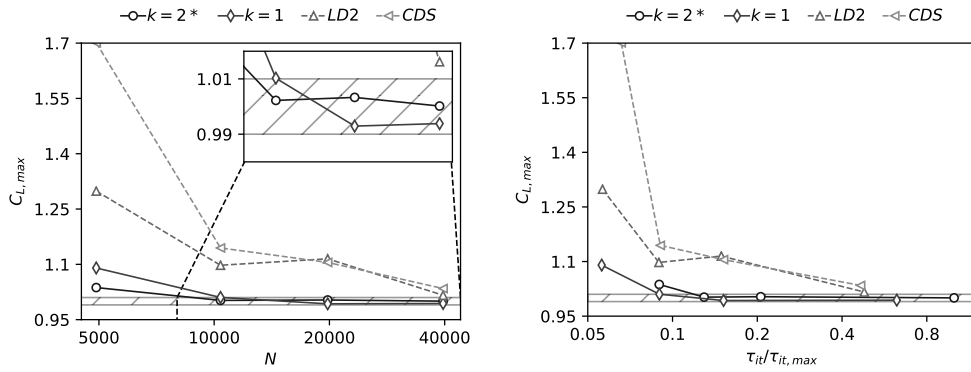 k = 2 * k = 1 LD2 CDS
1.7
1.55
1.4
1.25
1.1
0.95
C_{L, max}
1.01
0.99
5000 10000 20000 40000
N
k = 2 * k = 1 LD2 CDS
1.7
1.55
1.4
1.25
1.1
0.95
C_{L, max}
0.05 0.1 0.2 0.4 0.8
τ_{it}/τ_{it, max}